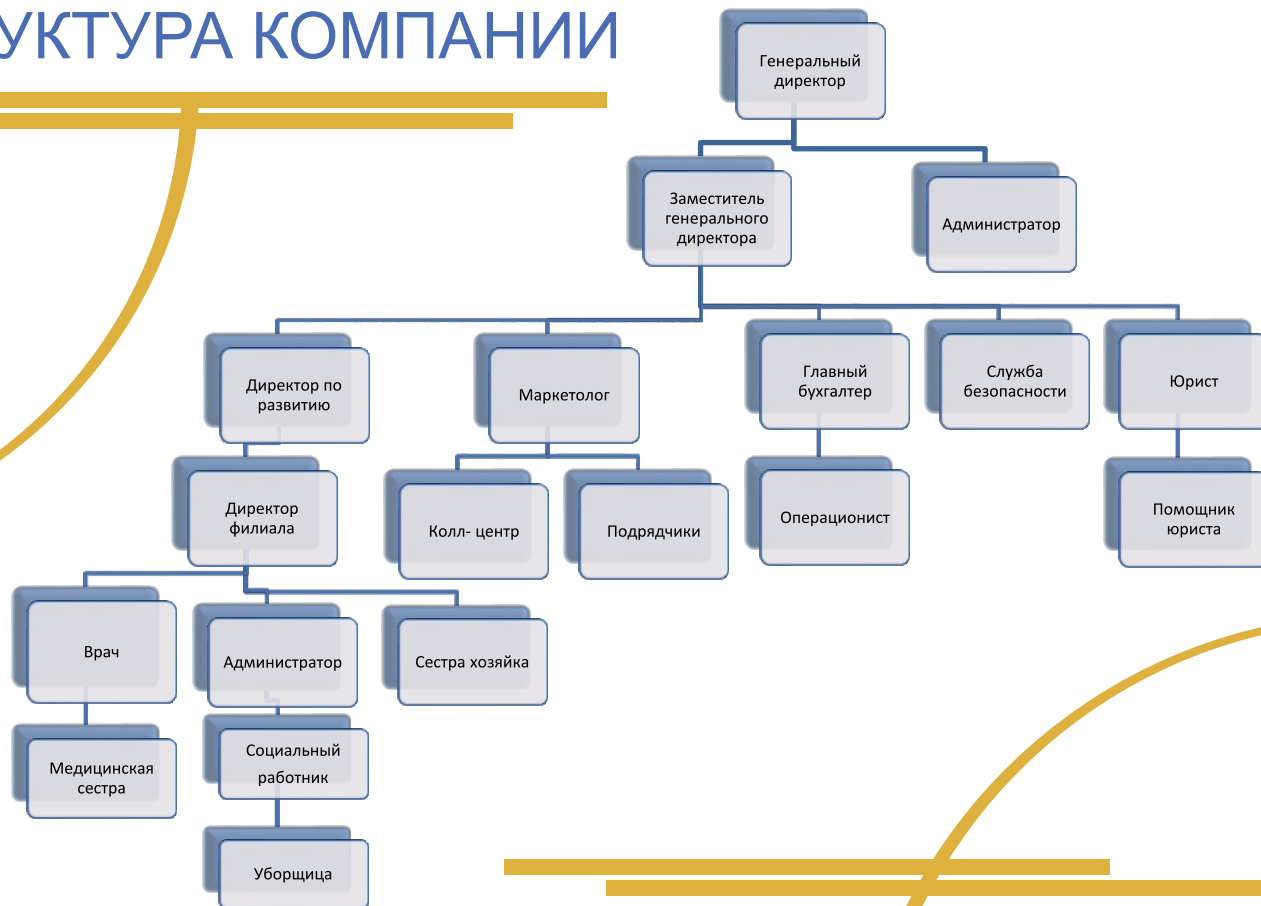 УКТУРА КОМПАНИИ
Генеральный
директор
Заместитель
генерального
директора
Администратор
Директор по
развитию
Маркетолог
Главный
бухгалтер
Служба
безопасности
Юрист
Директор
филиала
Колл- центр
Подрядчики
Операционист
Помощник
юриста
Врач
Администратор
Сестра хозяйка
Медицинская
сестра
Социальный
работник
Уборщица